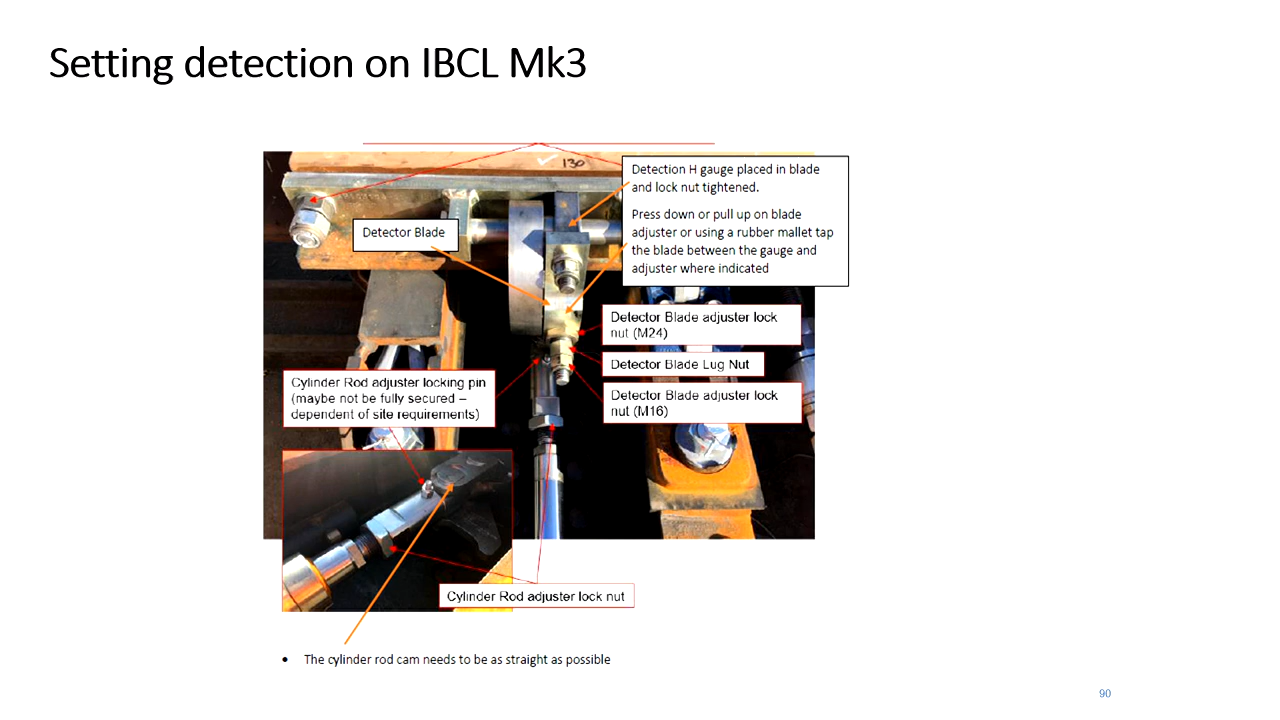 Setting detection on IBCL Mk3
130
Detection H gauge placed in blade
and lock nut tightened.
Press down or pull up on blade
adjuster or using a rubber mallet tap
the blade between the gauge and
adjuster where indicated
Detector Blade
Detector Blade adjuster lock
nut (M24)
Detector Blade Lug Nut
Detector Blade adjuster lock
nut (M16)
Cylinder Rod adjuster locking pin
(maybe not be fully secured –
dependent of site requirements)
Cylinder Rod adjuster lock nut
• The cylinder rod cam needs to be as straight as possible
90